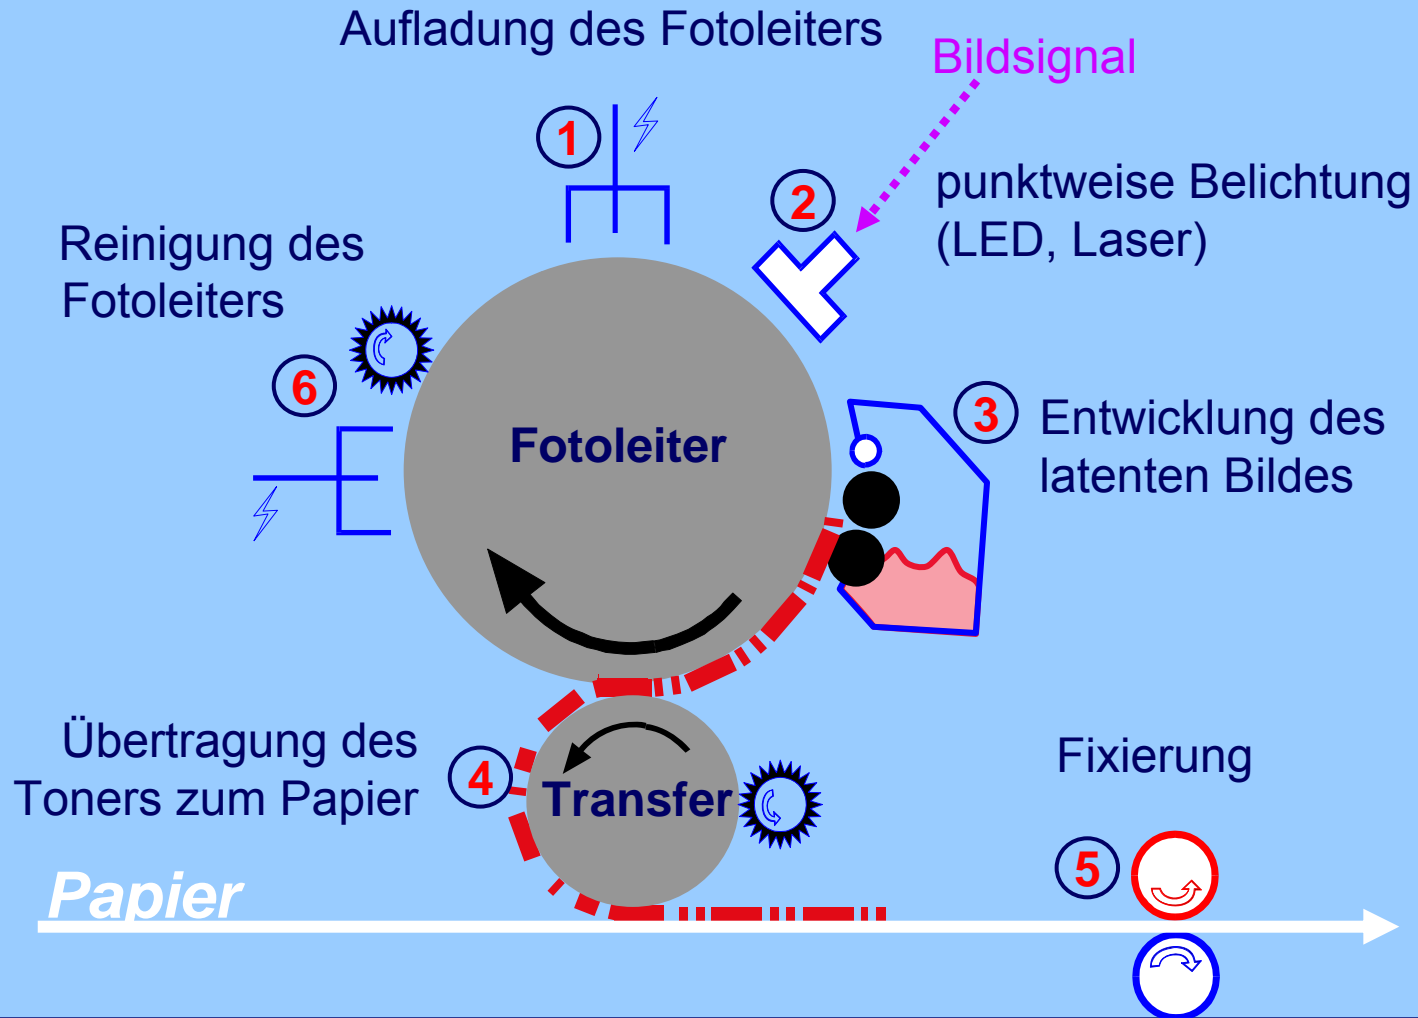 Aufladung des Fotoleiters
Bildsignal
1
2
punktweise Belichtung
(LED, Laser)
Reinigung des
Fotoleiters
6
3
Entwicklung des
latenten Bildes
Fotoleiter
Übertragung des
Toners zum Papier
4
Transfer
Fixierung
5
Papier